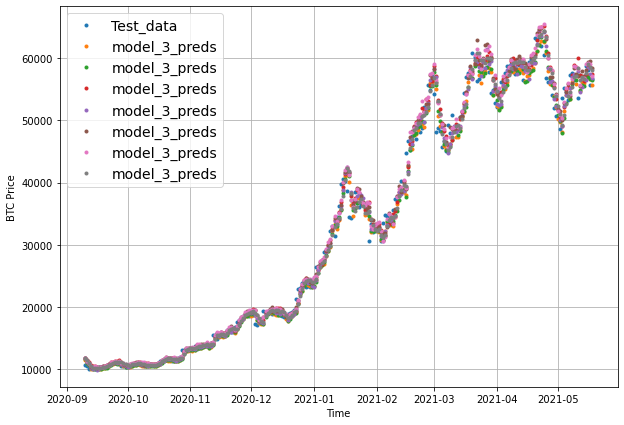 Test_data
model_3_preds
model_3_preds
model_3_preds
model_3_preds
model_3_preds
model_3_preds
model_3_preds
BTC Price
60000
50000
40000
30000
20000
10000
2020-09
2020-10
2020-11
2020-12
2021-01
2021-02
2021-03
2021-04
2021-05
Time